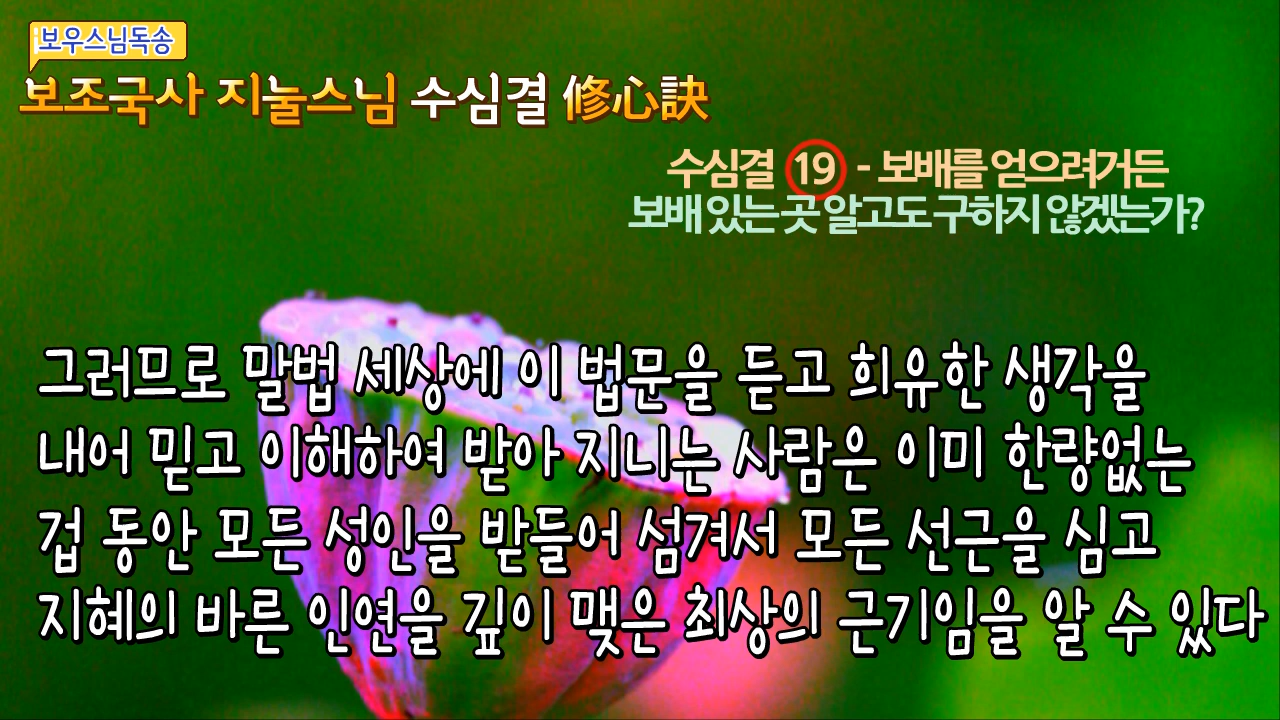 보우스님독송
보조국사 지눌스님 수심결 修心訣
수심결 19 - 보배를 얻으려거든
보배 있는 곳 알고도 구하지 않겠는가?
그러므로 말법 세상에 이 법문을 듣고 희유한 생각을
내어 믿고 이해하여 받아 지니는 사람은 이미 한량없는
겁 동안 모든 성인을 받들어 섬겨서 모든 선근을 심고
지혜의 바른 인연을 깊이 맺은 최상의 근기임을 알 수 있다